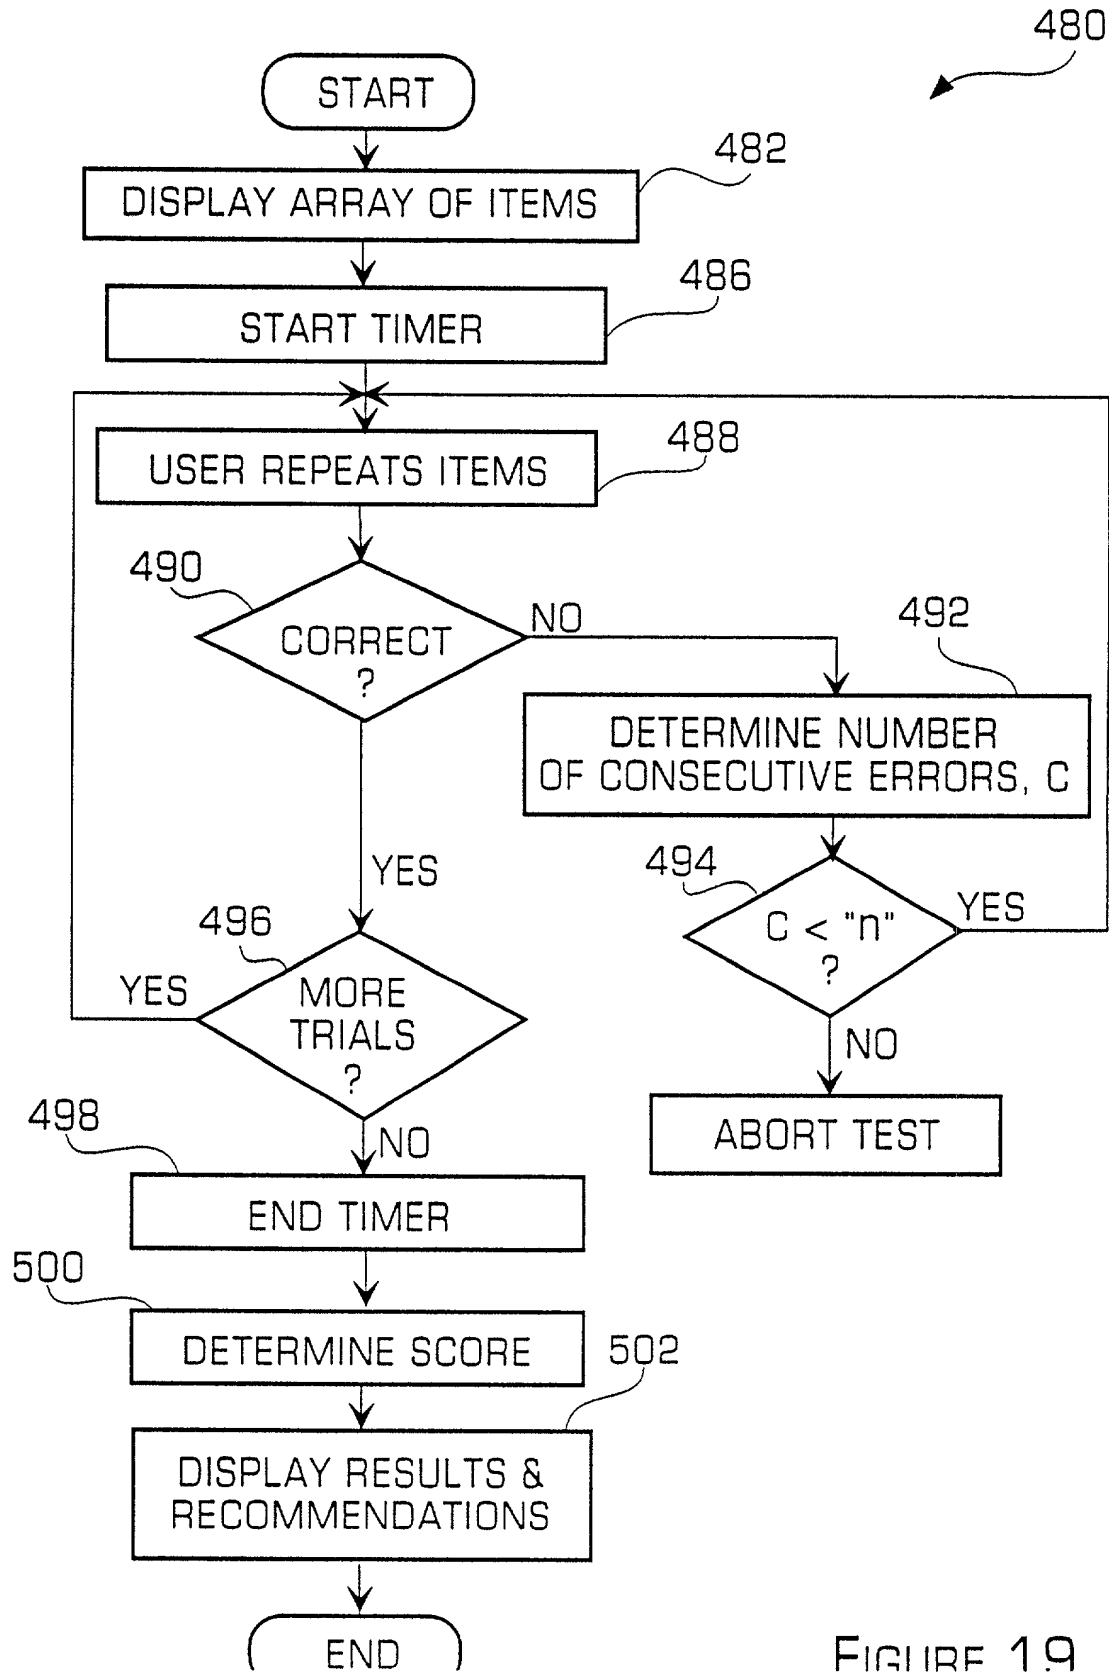 480
START
482
DISPLAY ARRAY OF ITEMS
486
START TIMER
488
USER REPEATS ITEMS
490
CORRECT
?
NO
492
DETERMINE NUMBER
OF CONSECUTIVE ERRORS, C
YES
494
C < "n"
?
YES
NO
ABORT TEST
496
MORE
TRIALS
?
YES
NO
498
END TIMER
500
DETERMINE SCORE
502
DISPLAY RESULTS &
RECOMMENDATIONS
END
FIGURE 19